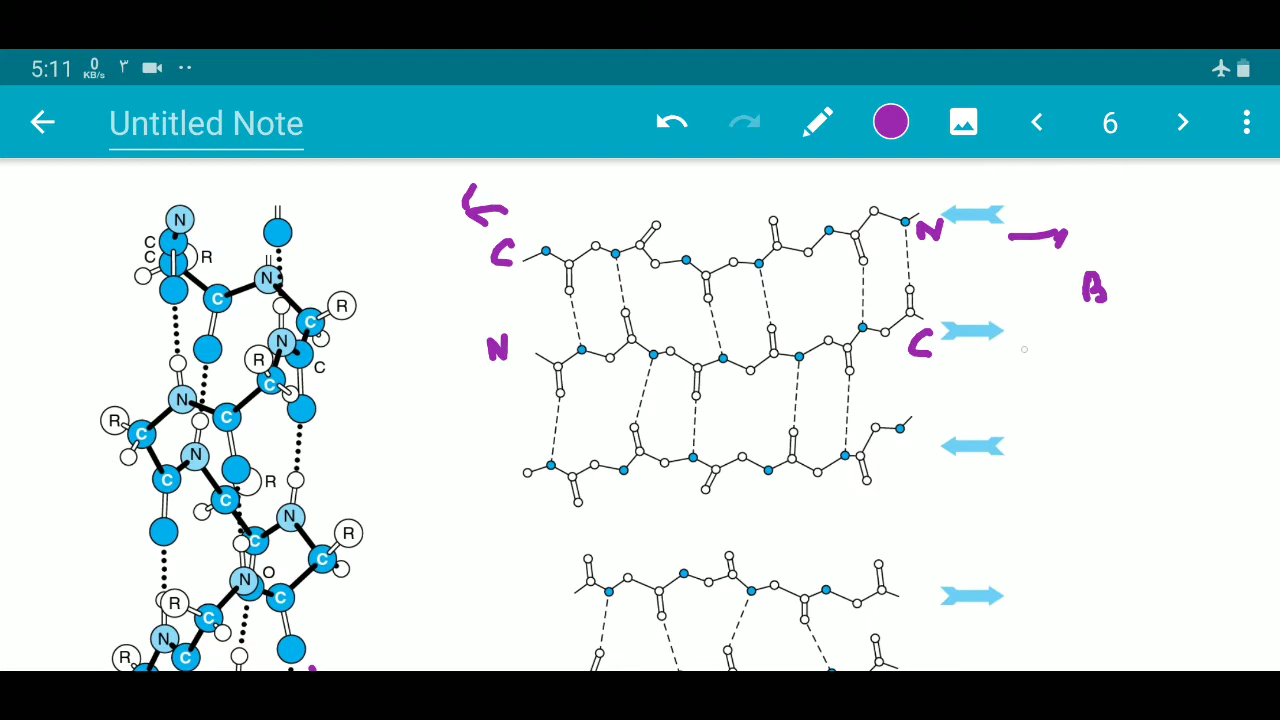 5:11 0 KB/s ٣ ··
Untitled Note 6
N
C
C R
N
C
R
N C
R
C
R N C
C
N
C
C R
N R
C C
N O
C
R C
N
R C
C N
N C
B